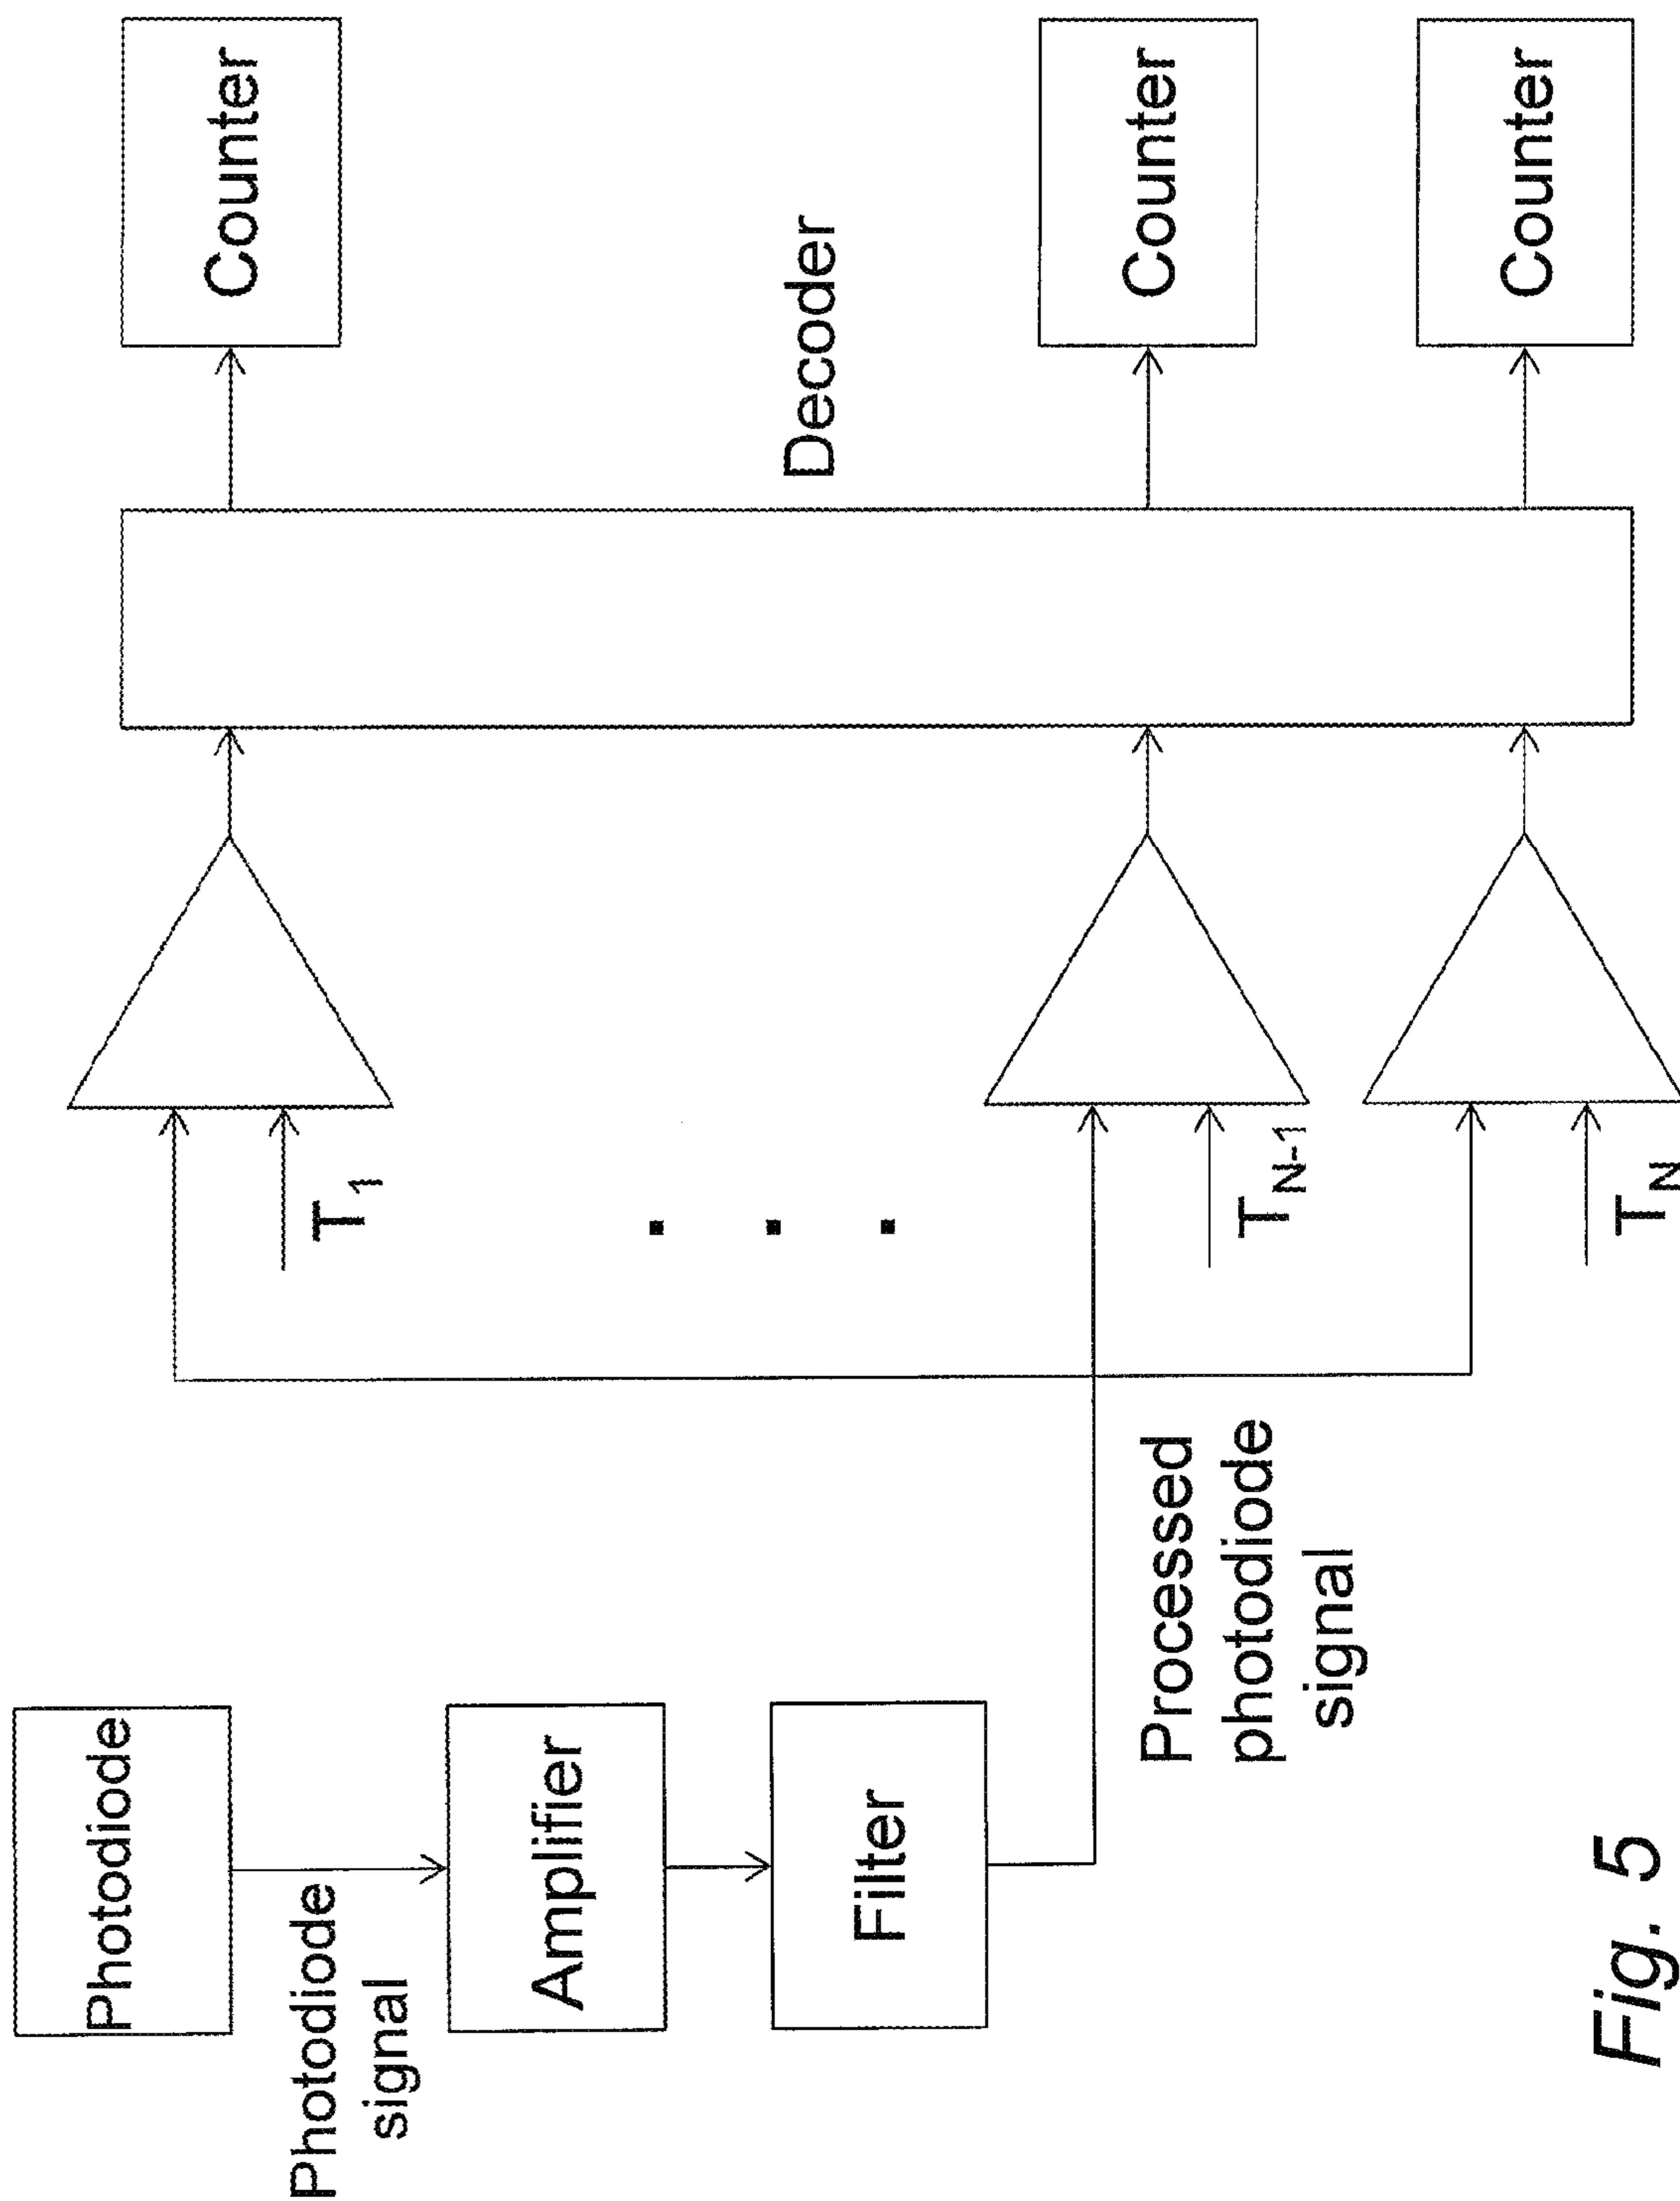 Photodiode
Photodiode
signal
Amplifier
Filter
Processed
photodiode
signal
T1
TN-1
TN
Decoder
Counter
Counter
Counter
Fig. 5